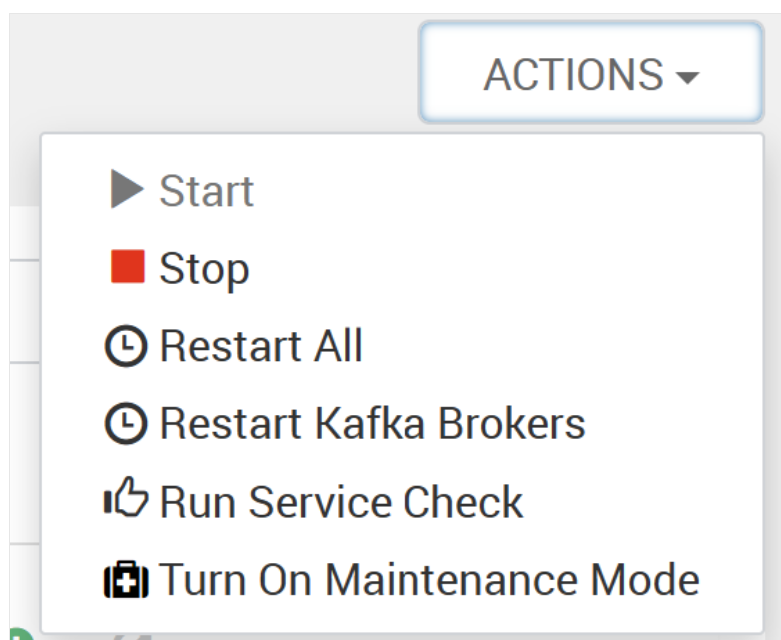 ACTIONS
Start
Stop
Restart All
Restart Kafka Brokers
Run Service Check
Turn On Maintenance Mode